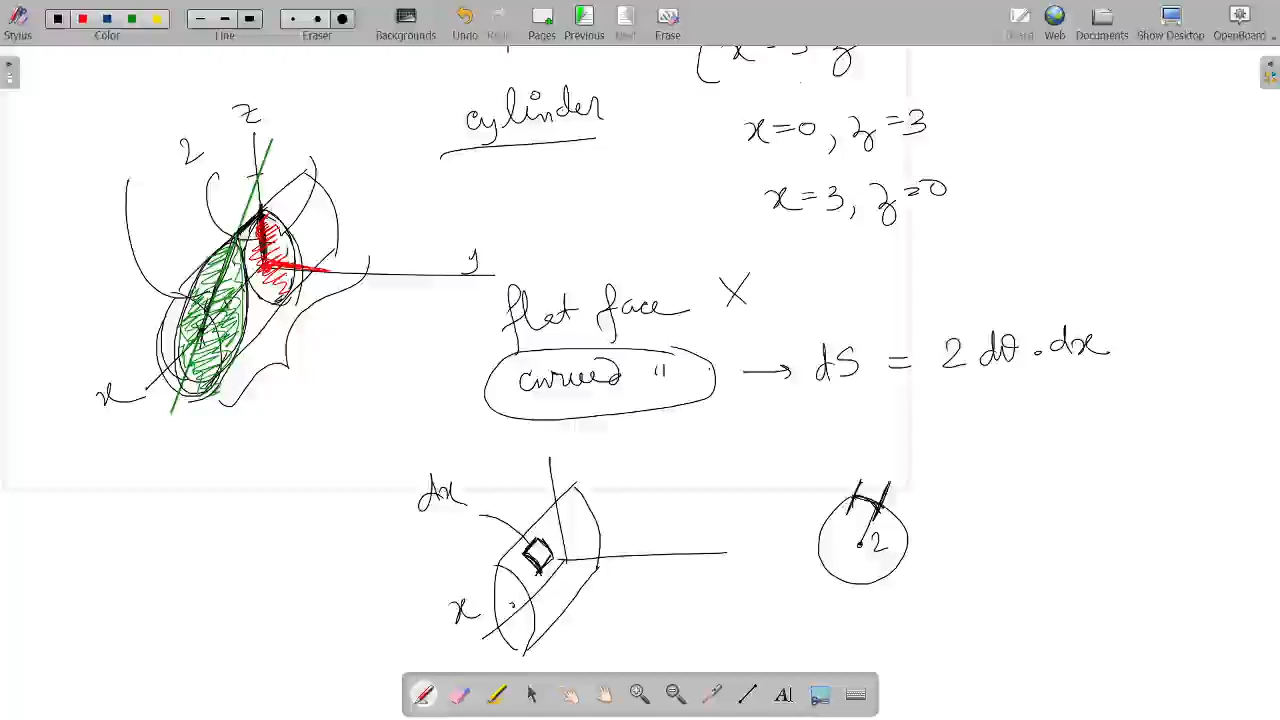 Stylus Color Line Eraser Backgrounds Undo Redo Pages Previous Next Erase Board Web Documents Show Desktop OpenBoard
cylinder
z
2
x=0, z=3
x=3, z=0
y
flat face X
curved " → dS = 2 dθ . dx
x
dx
2
x